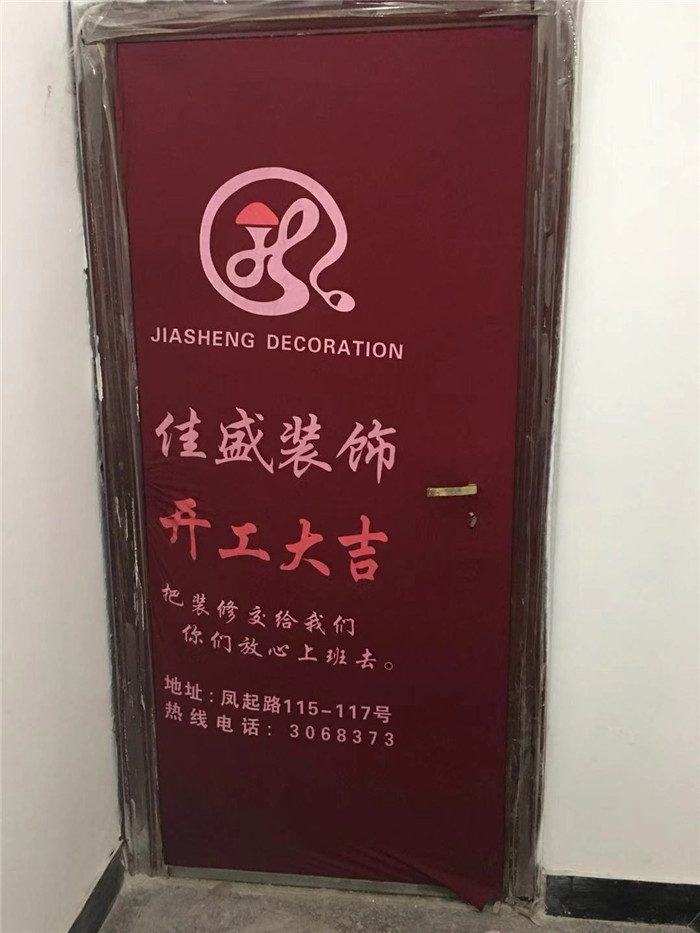 JIASHENG DECORATION
佳盛装饰
开工大吉
把装修交给我们
你们放心上班去。
地址:凤起路115-117号
热线电话:3068373